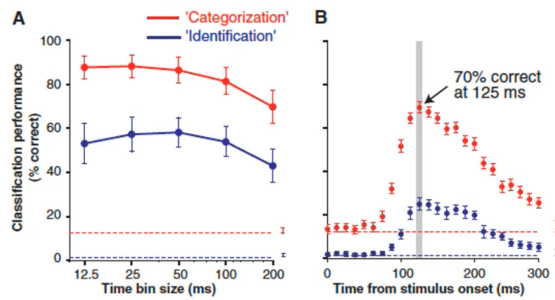 A
'Categorization'
'Identification'
B
Classification performance
(% correct)
100
80
60
40
20
0
12.5
25
50
100
200
Time bin size (ms)
70% correct
at 125 ms
0
100
200
300
Time from stimulus onset (ms)